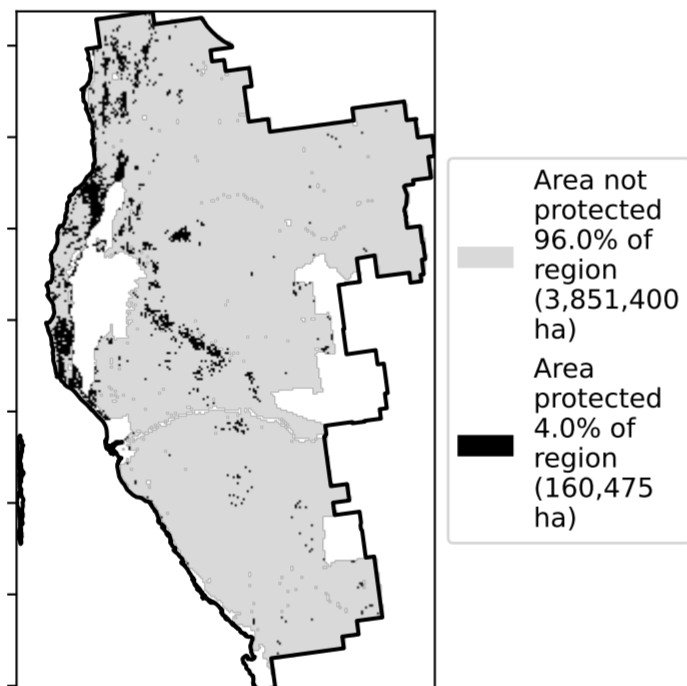 Area not
protected
96.0% of
region
(3,851,400
ha)
Area
protected
4.0% of
region
(160,475
ha)